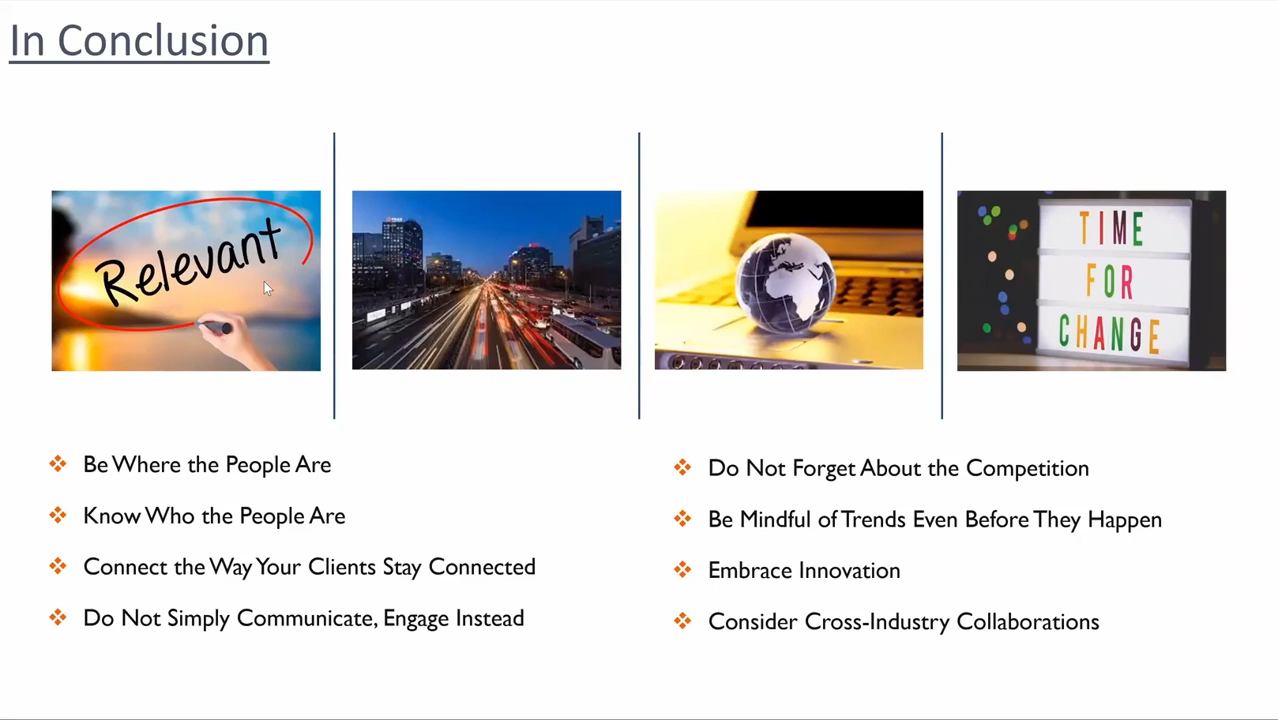 In Conclusion
Relevant
TIME
FOR
CHANGE
Be Where the People Are
Know Who the People Are
Connect the Way Your Clients Stay Connected
Do Not Simply Communicate, Engage Instead
Do Not Forget About the Competition
Be Mindful of Trends Even Before They Happen
Embrace Innovation
Consider Cross-Industry Collaborations